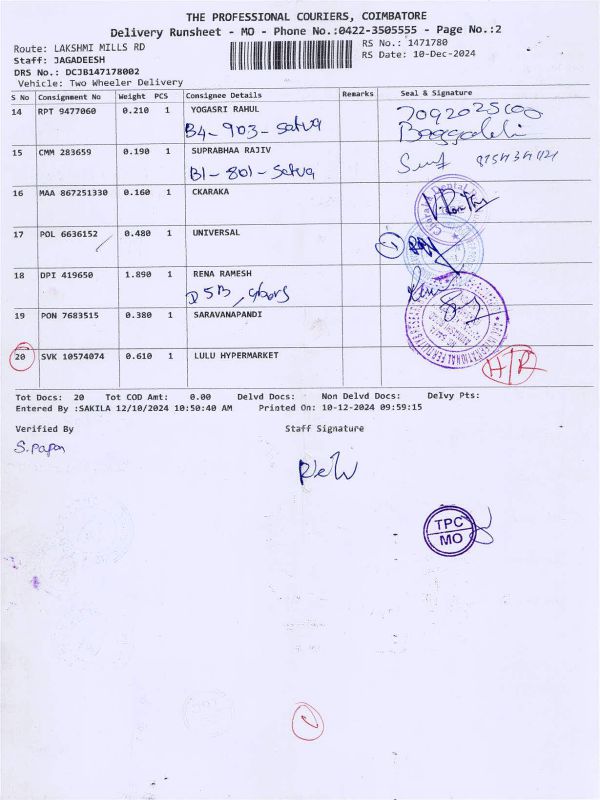 THE PROFESSIONAL COURIERS, COIMBATORE
Delivery Runsheet - MO - Phone No.:0422-3505555 - Page No.:2
Route: LAKSHMI MILLS RD
RS No.: 1471780
Staff: JAGADEESH
RS Date: 10-Dec-2024
DRS No.: DCJB147178002
Vehicle: Two Wheeler Delivery
S No Consignment No Weight PCS Consignee Details Remarks Seal & Signature
14 RPT 9477060 0.210 1 YOGASRI RAHUL
B4-903-Satva
15 CMM 283659 0.190 1 SUPRABHAA RAJIV
B1-801-Satva
16 MAA 867251330 0.160 1 CKARAKA
17 POL 6636152 0.480 1 UNIVERSAL
18 DPI 419650 1.890 1 RENA RAMESH
D 5B,
19 PON 7683515 0.380 1 SARAVANAPANDI
20 SVK 10574074 0.610 1 LULU HYPERMARKET
H/R
Tot Docs: 20 Tot COD Amt: 0.00 Delvd Docs: Non Delvd Docs: Delvy Pts:
Entered By :SAKILA 12/10/2024 10:50:40 AM Printed On: 10-12-2024 09:59:15
Verified By Staff Signature
TPC
MO